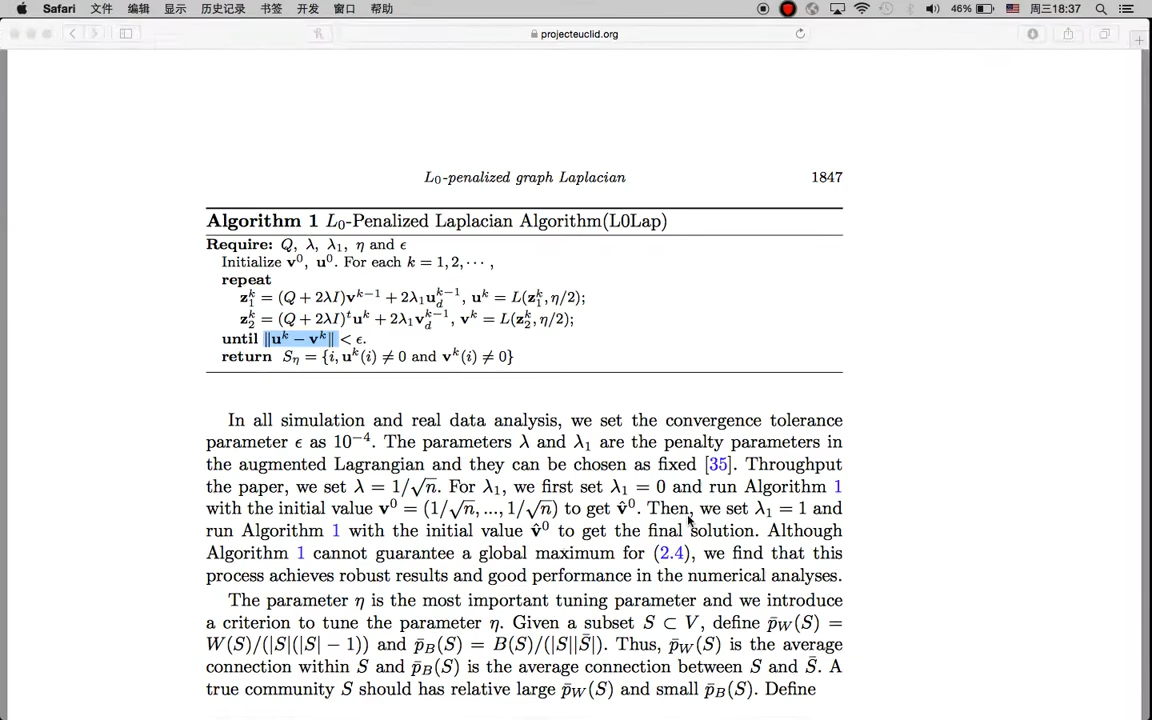 Safari 文件 编辑 显示 历史记录 书签 开发 窗口 帮助 46% 周三18:37
projecteuclid.org
L₀-penalized graph Laplacian 1847
Algorithm 1 L₀-Penalized Laplacian Algorithm(L0Lap)
Require: Q, λ, λ₁, η and ϵ
Initialize v⁰, u⁰. For each k = 1, 2, ⋯ ,
repeat
z₁ᵏ = (Q + 2λI)vᵏ⁻¹ + 2λ₁u_d^{k−1}, uᵏ = L(z₁ᵏ, η/2);
z₂ᵏ = (Q + 2λI)ᵗuᵏ + 2λ₁v_d^{k−1}, vᵏ = L(z₂ᵏ, η/2);
until ‖uᵏ − vᵏ‖ < ϵ.
return S_η = {i, uᵏ(i) ≠ 0 and vᵏ(i) ≠ 0}
In all simulation and real data analysis, we set the convergence tolerance
parameter ϵ as 10⁻⁴. The parameters λ and λ₁ are the penalty parameters in
the augmented Lagrangian and they can be chosen as fixed [35]. Throughput
the paper, we set λ = 1/√n. For λ₁, we first set λ₁ = 0 and run Algorithm 1
with the initial value v⁰ = (1/√n, ..., 1/√n) to get v̂⁰. Then, we set λ₁ = 1 and
run Algorithm 1 with the initial value v̂⁰ to get the final solution. Although
Algorithm 1 cannot guarantee a global maximum for (2.4), we find that this
process achieves robust results and good performance in the numerical analyses.
The parameter η is the most important tuning parameter and we introduce
a criterion to tune the parameter η. Given a subset S ⊂ V, define p̄_W(S) =
W(S)/(|S|(|S| − 1)) and p̄_B(S) = B(S)/(|S||S̄|). Thus, p̄_W(S) is the average
connection within S and p̄_B(S) is the average connection between S and S̄. A
true community S should has relative large p̄_W(S) and small p̄_B(S). Define